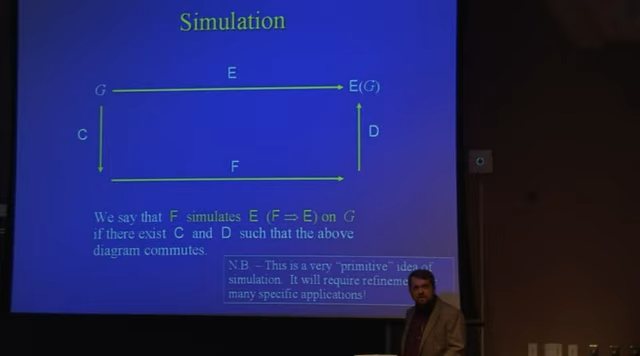 Simulation
E
G
E(G)
C
D
F
We say that F simulates E (F ⇒ E) on G
if there exist C and D such that the above
diagram commutes.
N.B. – This is a very “primitive” idea of
simulation. It will require refineme
many specific applications!